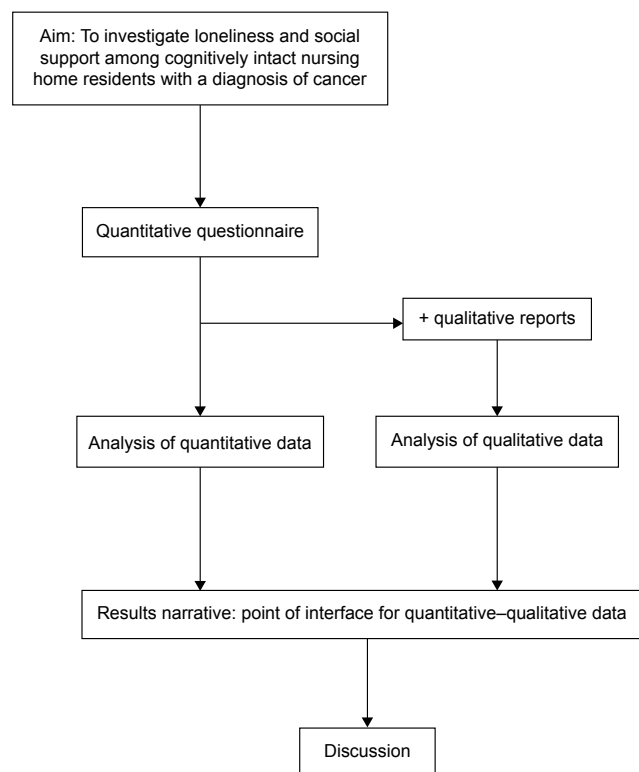 Aim: To investigate loneliness and social
support among cognitively intact nursing
home residents with a diagnosis of cancer
Quantitative questionnaire
+ qualitative reports
Analysis of quantitative data
Analysis of qualitative data
Results narrative: point of interface for quantitative–qualitative data
Discussion